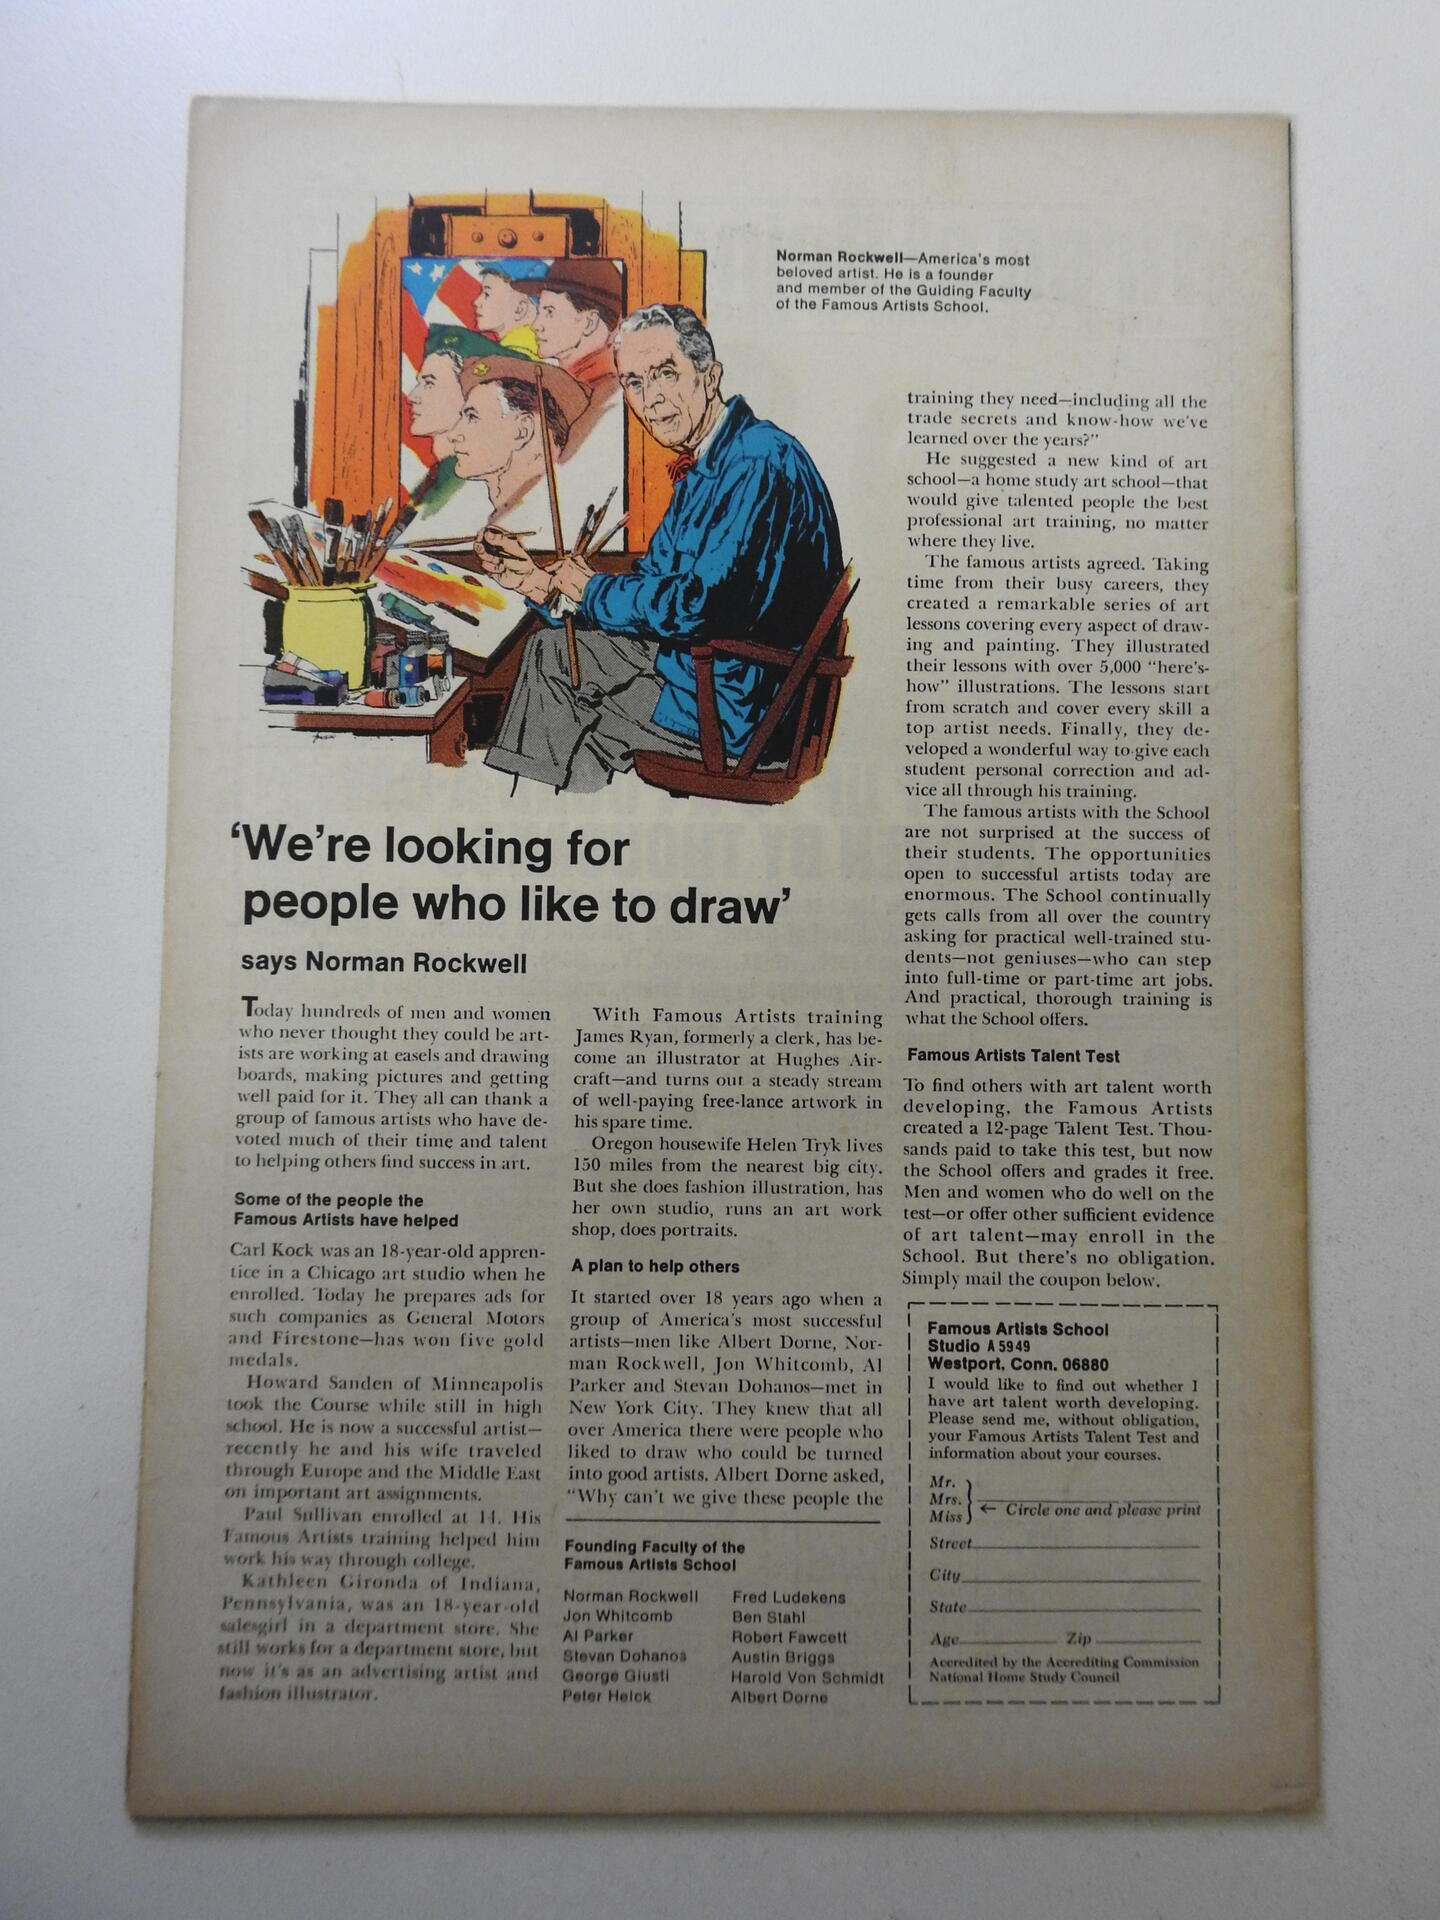 Norman Rockwell—America's most
beloved artist. He is a founder
and member of the Guiding Faculty
of the Famous Artists School.
'We're looking for
people who like to draw'
says Norman Rockwell
Today hundreds of men and women
who never thought they could be art-
ists are working at easels and drawing
boards, making pictures and getting
well paid for it. They all can thank a
group of famous artists who have de-
voted much of their time and talent
to helping others find success in art.
Some of the people the
Famous Artists have helped
Carl Kock was an 18-year-old appren-
tice in a Chicago art studio when he
enrolled. Today he prepares ads for
such companies as General Motors
and Firestone—has won five gold
medals.
Howard Sanden of Minneapolis
took the Course while still in high
school. He is now a successful artist—
recently he and his wife traveled
through Europe and the Middle East
on important art assignments.
Paul Sullivan enrolled at 14. His
Famous Artists training helped him
work his way through college.
Kathleen Gironda of Indiana,
Pennsylvania, was an 18-year-old
salesgirl in a department store. She
still works for a department store, but
now it's as an advertising artist and
fashion illustrator.
With Famous Artists training
James Ryan, formerly a clerk, has be-
come an illustrator at Hughes Air-
craft—and turns out a steady stream
of well-paying free-lance artwork in
his spare time.
Oregon housewife Helen Tryk lives
150 miles from the nearest big city.
But she does fashion illustration, has
her own studio, runs an art work
shop, does portraits.
A plan to help others
It started over 18 years ago when a
group of America's most successful
artists—men like Albert Dorne, Nor-
man Rockwell, Jon Whitcomb, Al
Parker and Stevan Dohanos—met in
New York City. They knew that all
over America there were people who
liked to draw who could be turned
into good artists. Albert Dorne asked,
"Why can't we give these people the
Founding Faculty of the
Famous Artists School
Norman Rockwell
Jon Whitcomb
Al Parker
Stevan Dohanos
George Giusti
Peter Helck
Fred Ludekens
Ben Stahl
Robert Fawcett
Austin Briggs
Harold Von Schmidt
Albert Dorne
training they need—including all the
trade secrets and know-how we've
learned over the years?"
He suggested a new kind of art
school—a home study art school—that
would give talented people the best
professional art training, no matter
where they live.
The famous artists agreed. Taking
time from their busy careers, they
created a remarkable series of art
lessons covering every aspect of draw-
ing and painting. They illustrated
their lessons with over 5,000 "here's-
how" illustrations. The lessons start
from scratch and cover every skill a
top artist needs. Finally, they de-
veloped a wonderful way to give each
student personal correction and ad-
vice all through his training.
The famous artists with the School
are not surprised at the success of
their students. The opportunities
open to successful artists today are
enormous. The School continually
gets calls from all over the country
asking for practical well-trained stu-
dents—not geniuses—who can step
into full-time or part-time art jobs.
And practical, thorough training is
what the School offers.
Famous Artists Talent Test
To find others with art talent worth
developing, the Famous Artists
created a 12-page Talent Test. Thou-
sands paid to take this test, but now
the School offers and grades it free.
Men and women who do well on the
test—or offer other sufficient evidence
of art talent—may enroll in the
School. But there's no obligation.
Simply mail the coupon below.
Famous Artists School
Studio A5949
Westport, Conn. 06880
I would like to find out whether I
have art talent worth developing.
Please send me, without obligation,
your Famous Artists Talent Test and
information about your courses.
Mr.
Mrs.
Miss
← Circle one and please print
Street
City
State
Age Zip
Accredited by the Accrediting Commission
National Home Study Council